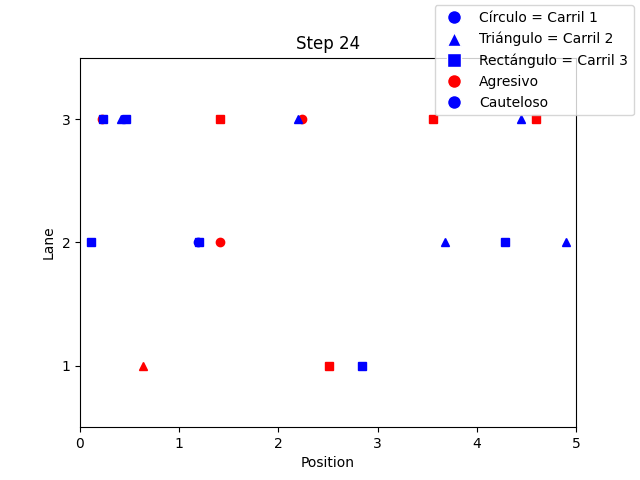 Step 24
Círculo = Carril 1
Triángulo = Carril 2
Rectángulo = Carril 3
Agresivo
Cauteloso
Lane
3
2
1
0 1 2 3 4 5
Position